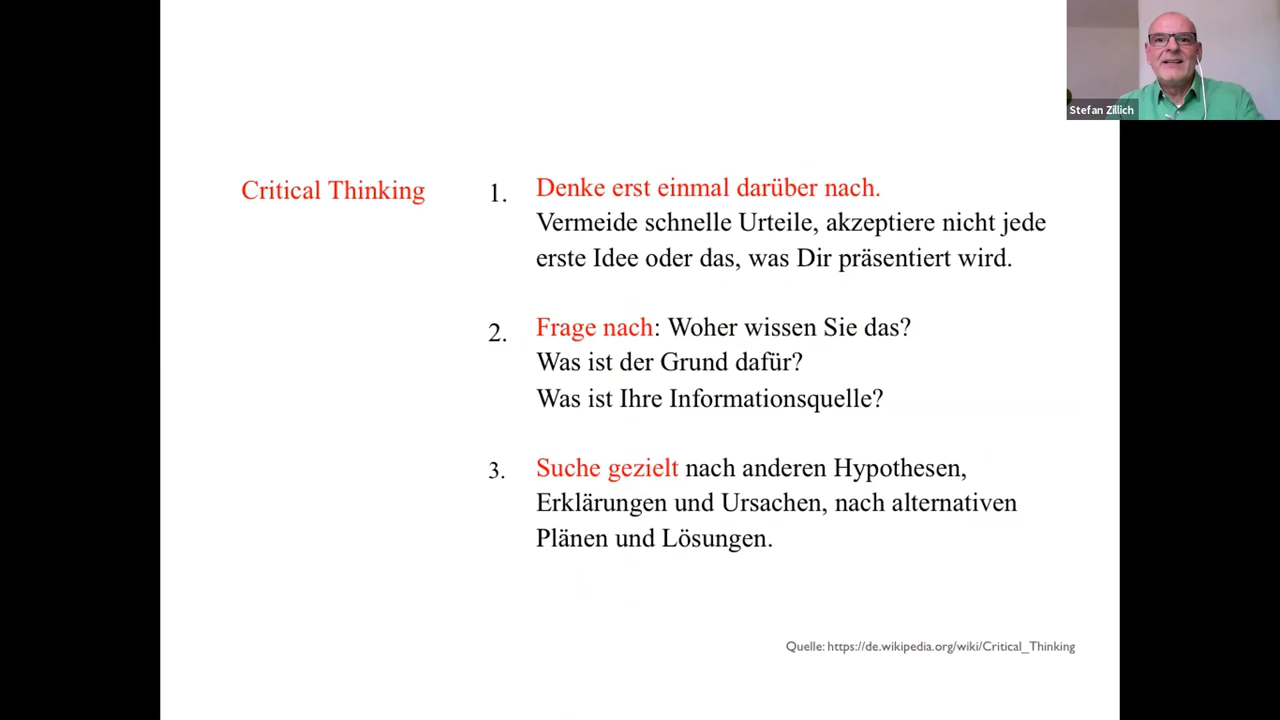 Stefan Zillich
Critical Thinking
1. Denke erst einmal darüber nach.
Vermeide schnelle Urteile, akzeptiere nicht jede
erste Idee oder das, was Dir präsentiert wird.
2. Frage nach: Woher wissen Sie das?
Was ist der Grund dafür?
Was ist Ihre Informationsquelle?
3. Suche gezielt nach anderen Hypothesen,
Erklärungen und Ursachen, nach alternativen
Plänen und Lösungen.
Quelle: https://de.wikipedia.org/wiki/Critical_Thinking